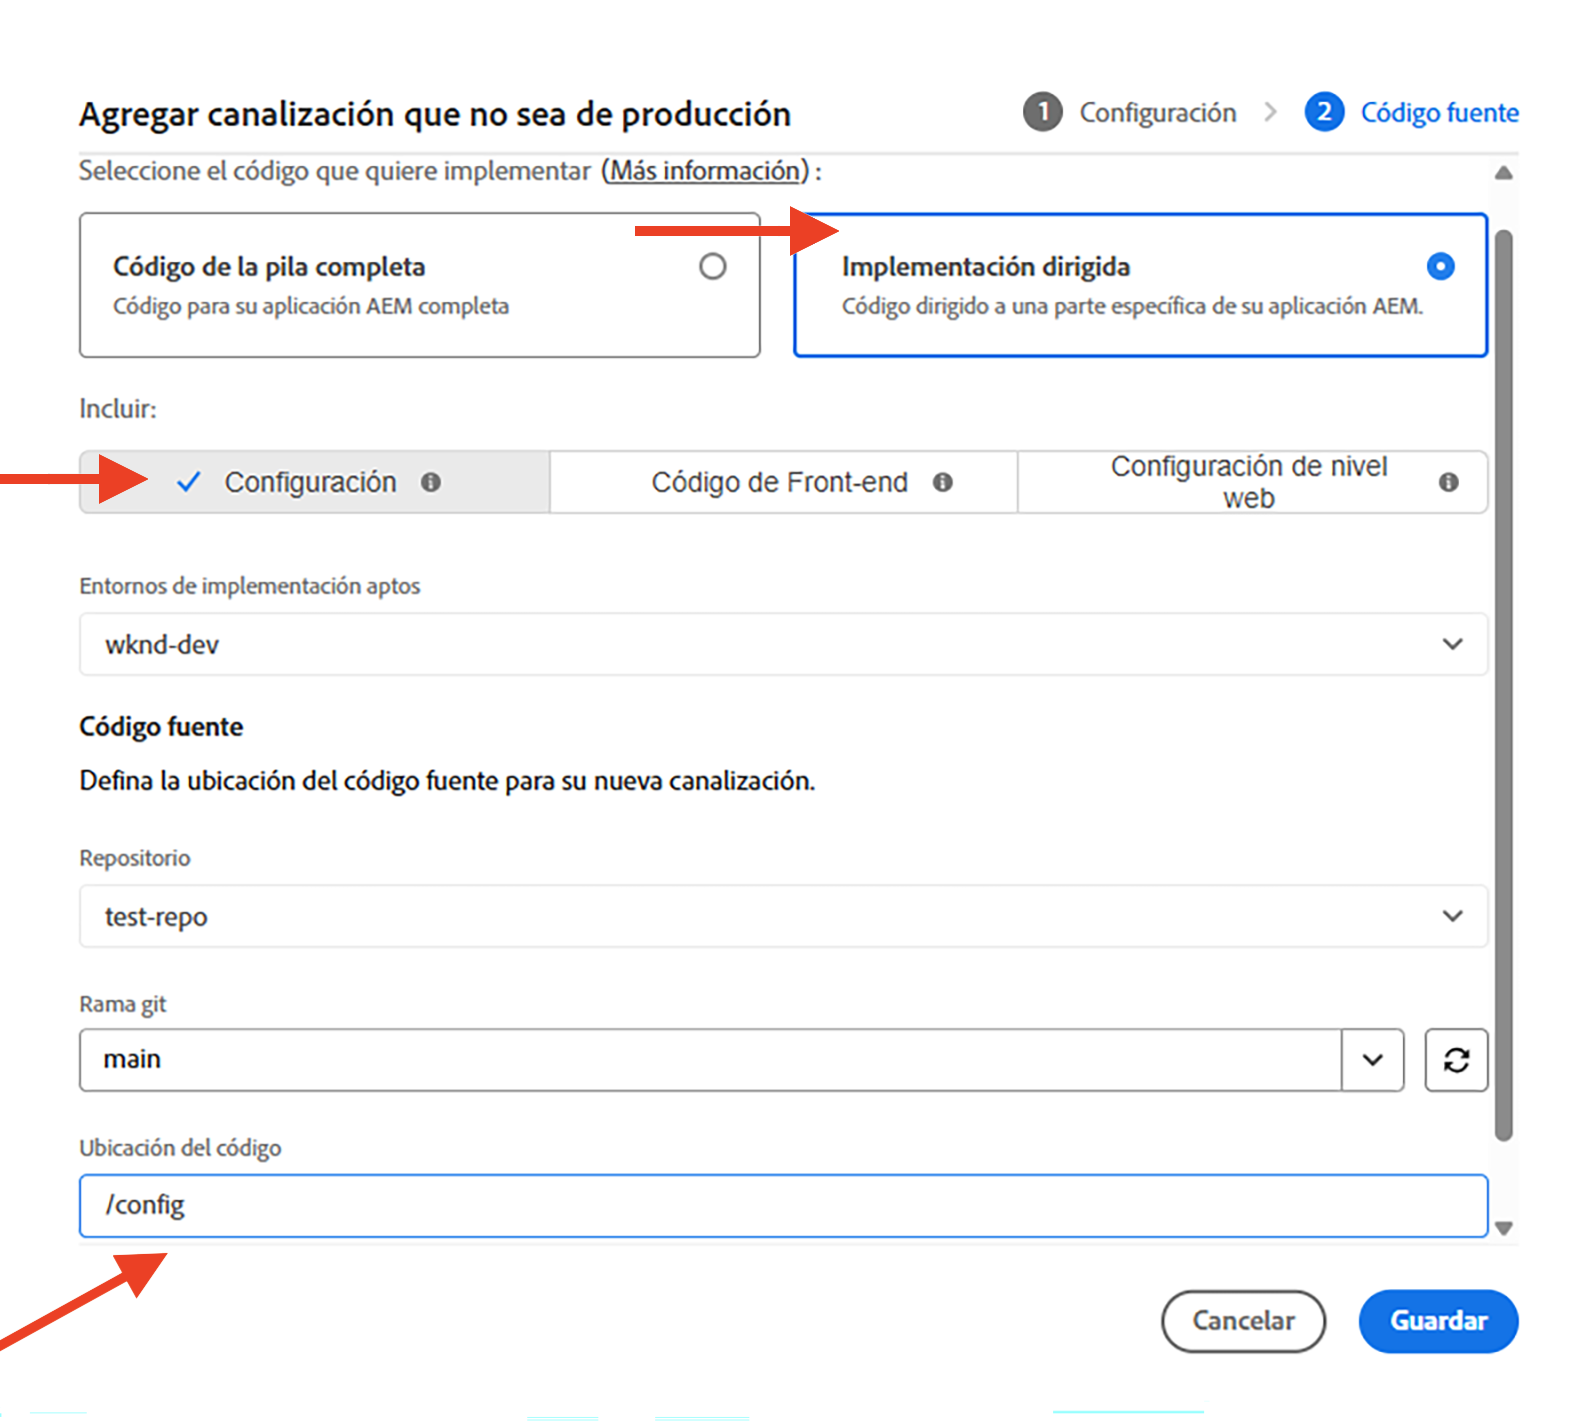 Agregar canalización que no sea de producción
1 Configuración > 2 Código fuente
Seleccione el código que quiere implementar (Más información) :
Código de la pila completa
Código para su aplicación AEM completa
Implementación dirigida
Código dirigido a una parte específica de su aplicación AEM.
Incluir:
Configuración
Código de Front-end
Configuración de nivel
web
Entornos de implementación aptos
wknd-dev
Código fuente
Defina la ubicación del código fuente para su nueva canalización.
Repositorio
test-repo
Rama git
main
Ubicación del código
/config
Cancelar
Guardar